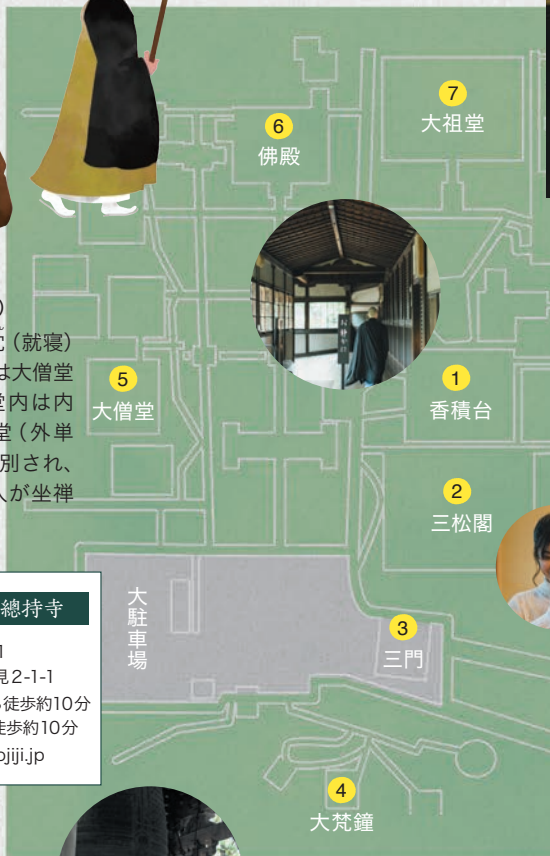 7
大祖堂
6
佛殿
(就寝)
は大僧堂
堂内は内
堂(外単
別され、
人が坐禅
5
大僧堂
1
香積台
2
三松閣
大駐車場
3
三門
4
大梵鐘
總持寺
見2-1-1
徒歩約10分
徒歩約10分
ojiji.jp